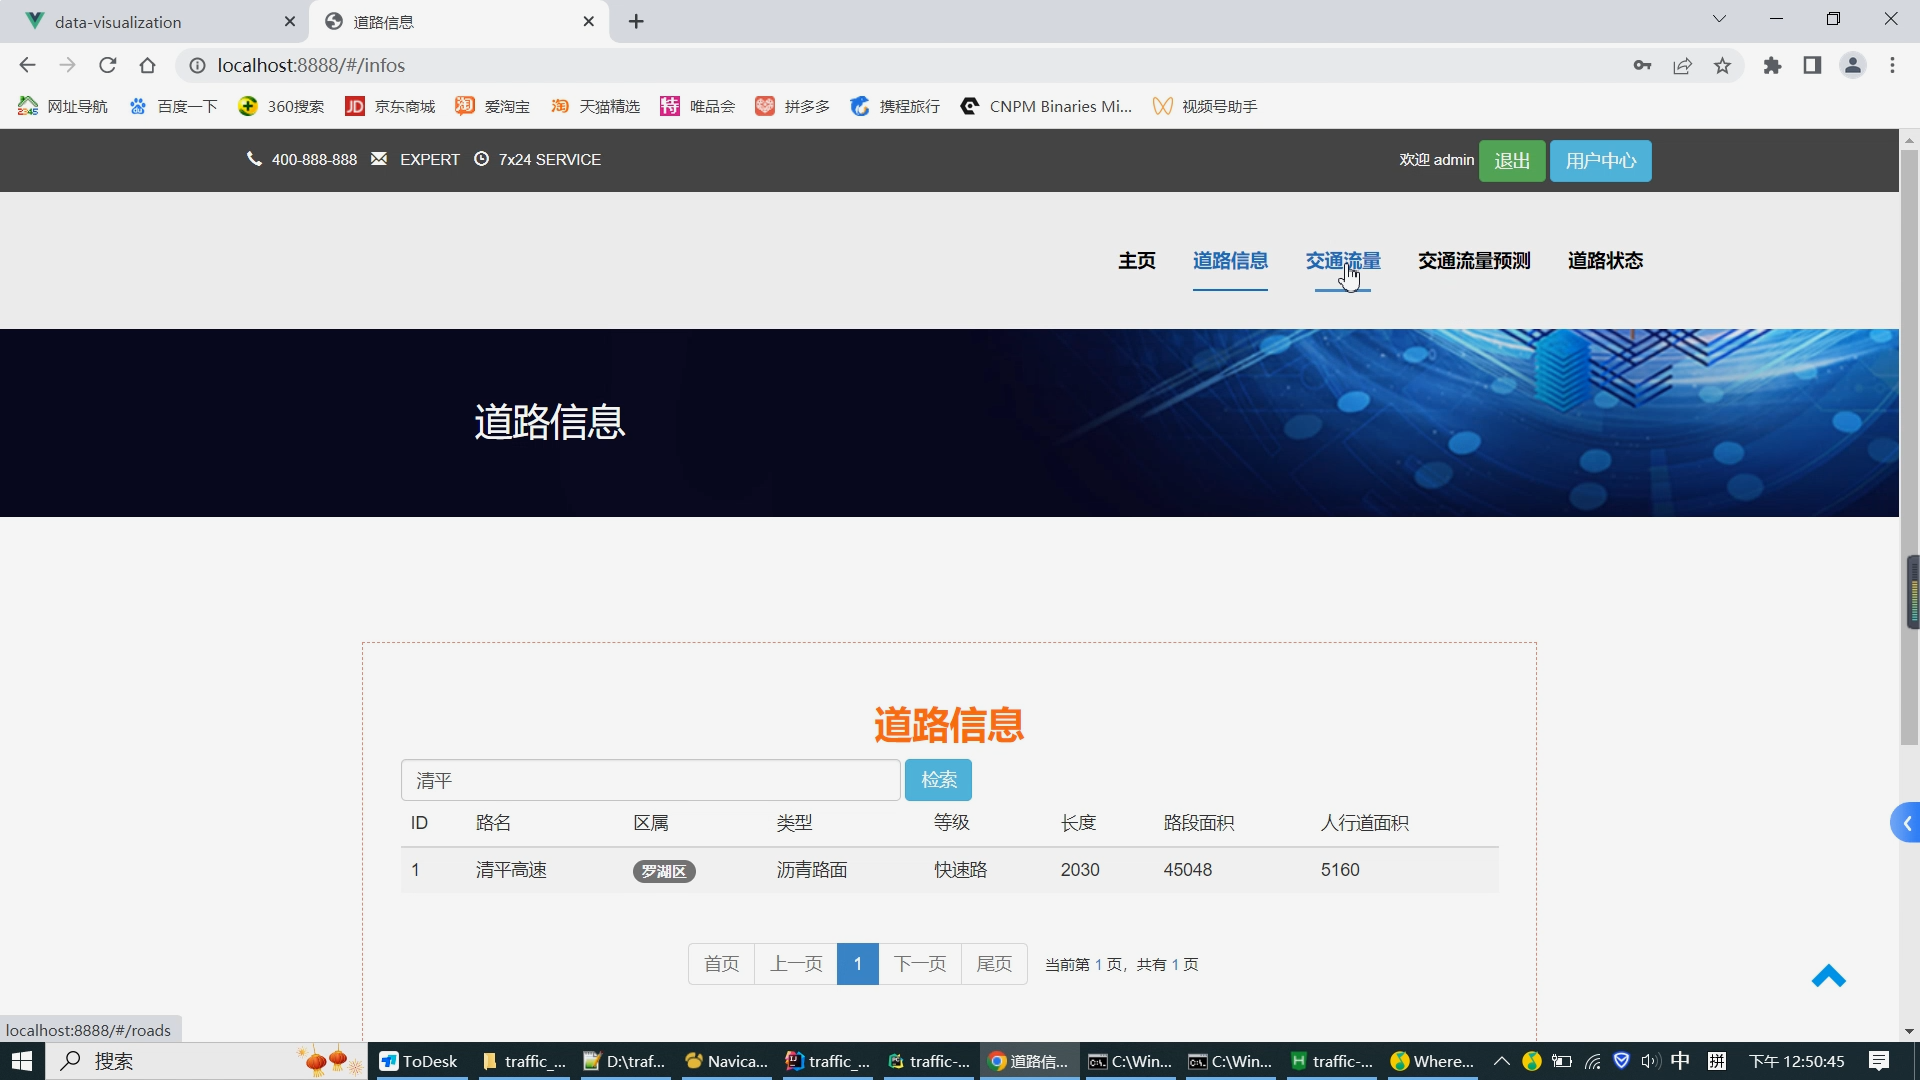 data-visualization
道路信息
localhost:8888/#/infos
网址导航 百度一下 360搜索 JD 京东商城 淘 爱淘宝 淘 天猫精选 特 唯品会 拼多多 携程旅行 CNPM Binaries Mi... 视频号助手
400-888-888 EXPERT 7x24 SERVICE 欢迎 admin 退出 用户中心
主页 道路信息 交通流量 交通流量预测 道路状态
道路信息
道路信息
清平 检索
ID 路名 区属 类型 等级 长度 路段面积 人行道面积
1 清平高速 罗湖区 沥青路面 快速路 2030 45048 5160
首页 上一页 1 下一页 尾页 当前第 1 页，共有 1 页
localhost:8888/#/roads
搜索 ToDesk traffic_... D:\traf... Navica... traffic_... traffic-... 道路信... C:\Win... C:\Win... traffic-... Where... 中 拼 下午 12:50:45